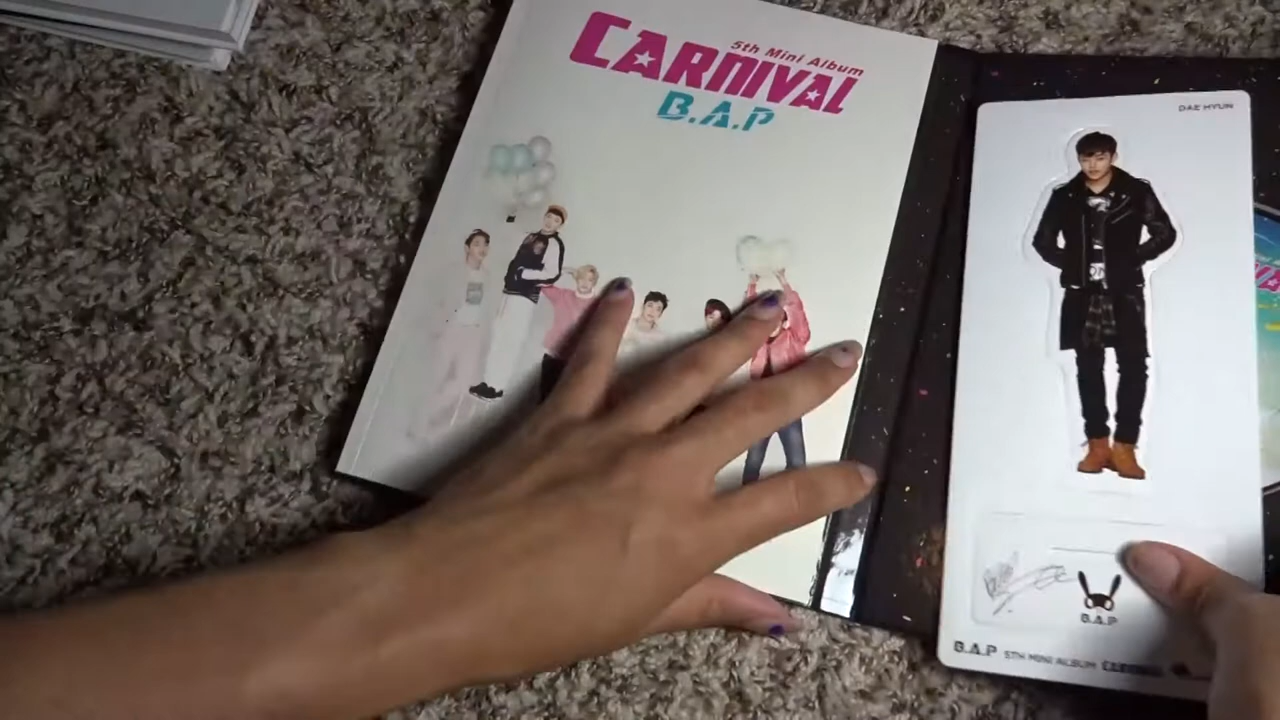 5th Mini Album
CARNIVAL
B.A.P
DAE HYUN
B.A.P
B.A.P 5TH MINI ALBUM CARNIVAL